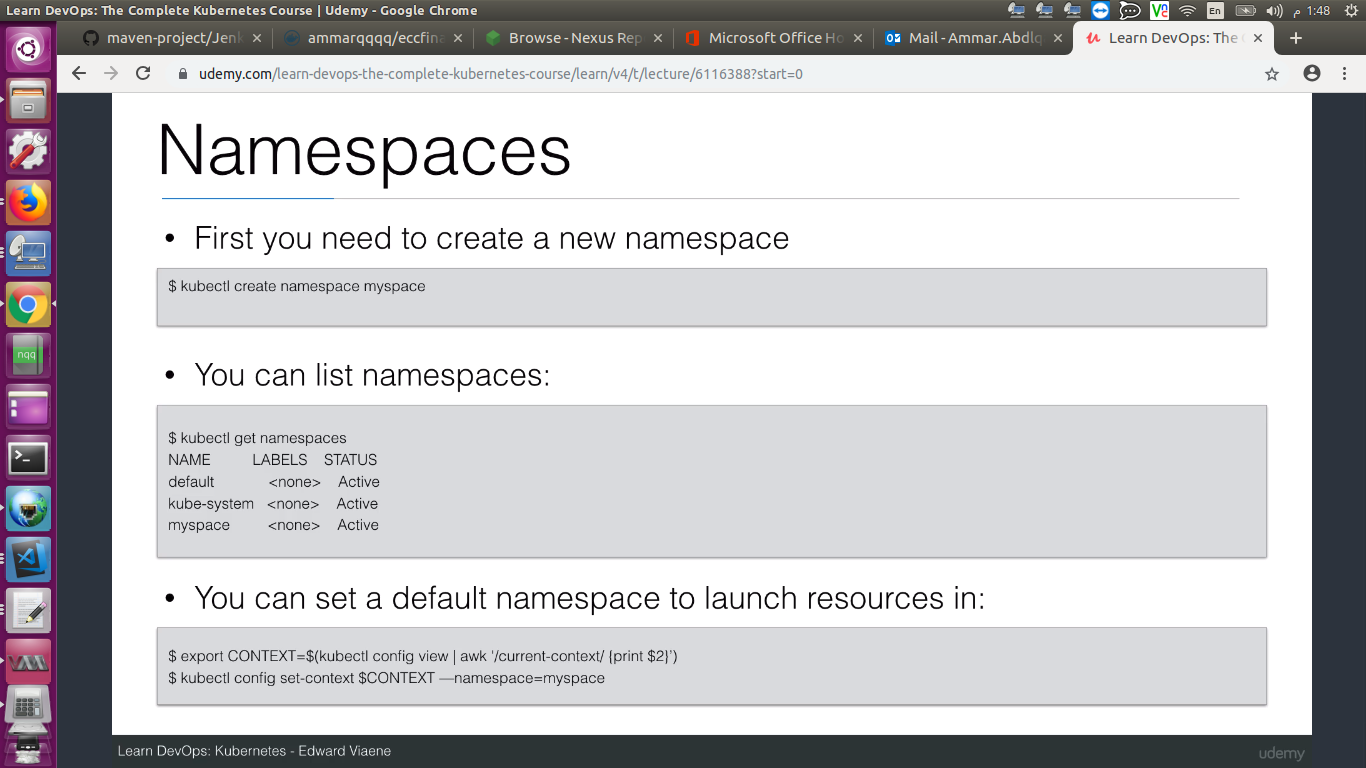 Learn DevOps: The Complete Kubernetes Course | Udemy - Google Chrome
En
م 1:48
maven-project/Jenk
ammarqqqq/eccfina
Browse - Nexus Rep
Microsoft Office Ho
Mail - Ammar.Abdlq
Learn DevOps: The C
udemy.com/learn-devops-the-complete-kubernetes-course/learn/v4/t/lecture/6116388?start=0
Namespaces
• First you need to create a new namespace
$ kubectl create namespace myspace
• You can list namespaces:
$ kubectl get namespaces
NAME LABELS STATUS
default <none> Active
kube-system <none> Active
myspace <none> Active
• You can set a default namespace to launch resources in:
$ export CONTEXT=$(kubectl config view | awk '/current-context/ {print $2}')
$ kubectl config set-context $CONTEXT —namespace=myspace
nqq
Learn DevOps: Kubernetes - Edward Viaene
udemy